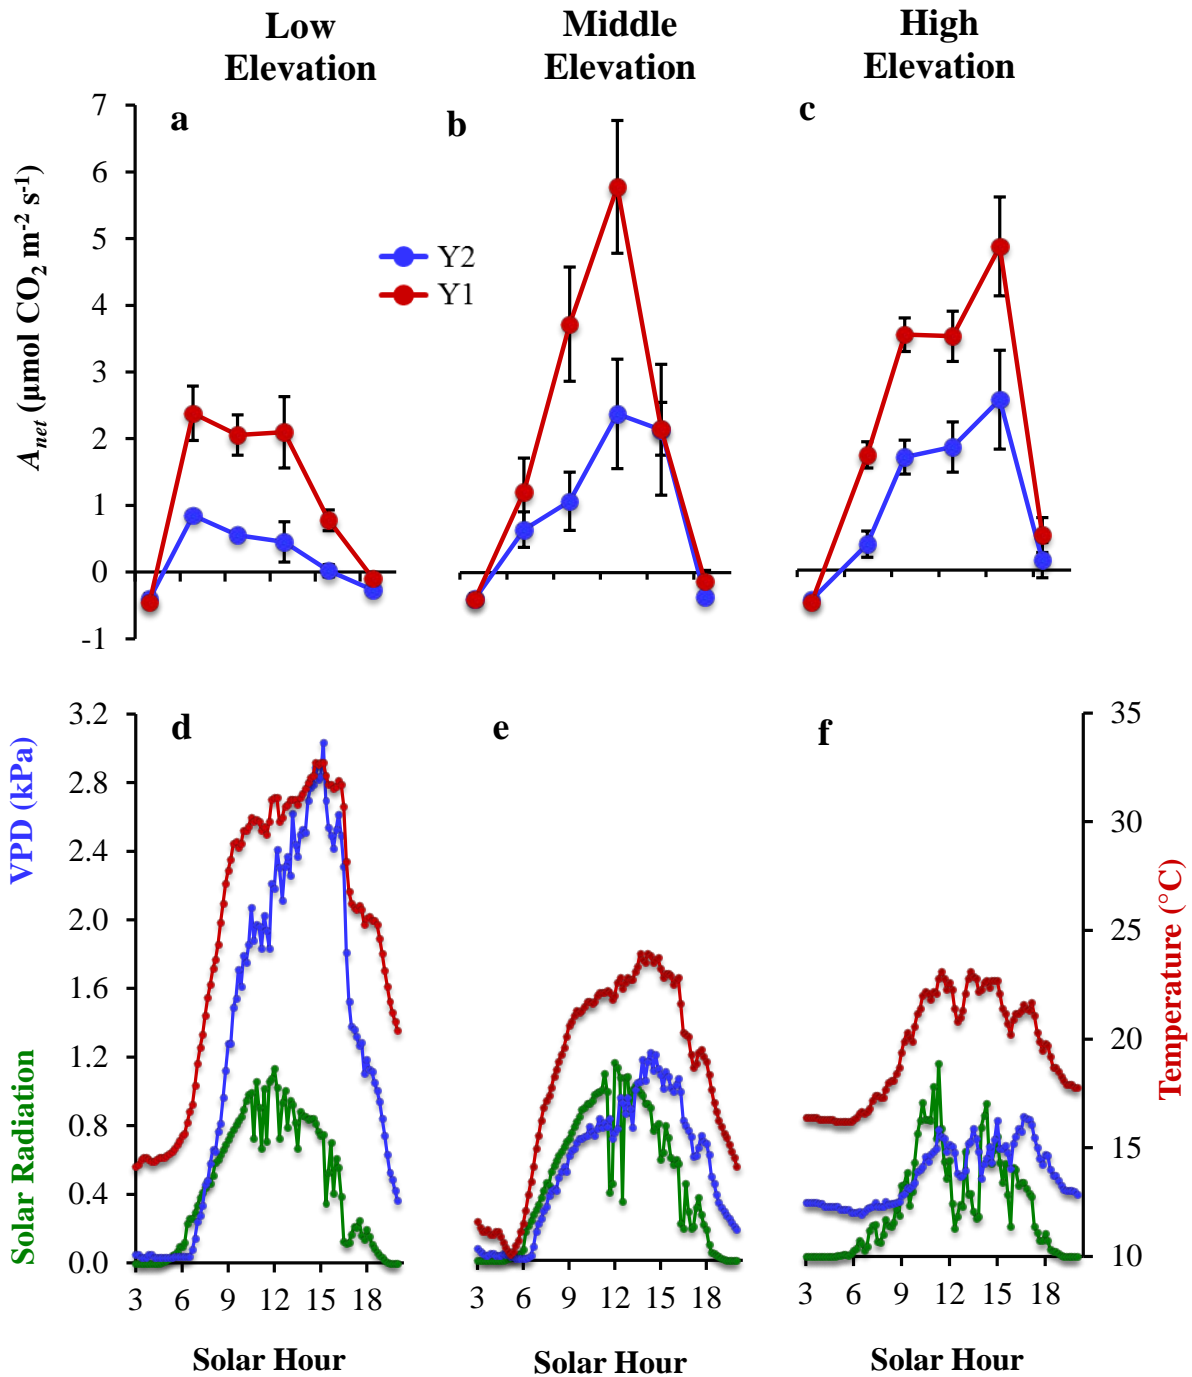 Low
Elevation
Middle
Elevation
High
Elevation
a
b
c
7
6
5
4
3
2
1
0
-1
A_net (µmol CO₂ m⁻² s⁻¹)
Y2
Y1
d
e
f
3.2
2.8
2.4
2.0
1.6
1.2
0.8
0.4
0.0
VPD (kPa)
Solar Radiation
35
30
25
20
15
10
Temperature (°C)
3 6 9 12 15 18
3 6 9 12 15 18
3 6 9 12 15 18
Solar Hour
Solar Hour
Solar Hour